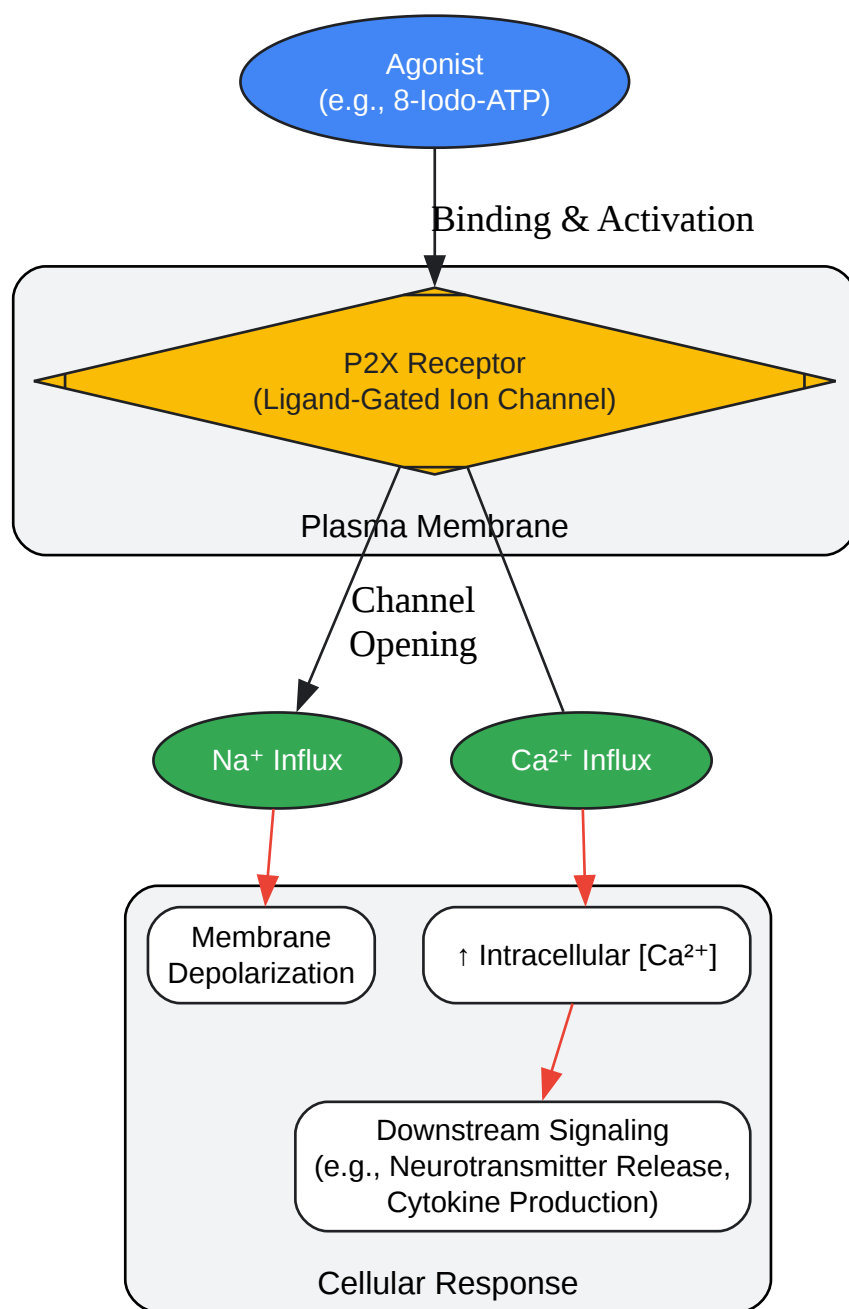 Agonist
(e.g., 8-Iodo-ATP)
Binding & Activation
P2X Receptor
(Ligand-Gated Ion Channel)
Plasma Membrane
Channel
Opening
Na⁺ Influx
Ca²⁺ Influx
Membrane
Depolarization
↑ Intracellular [Ca²⁺]
Downstream Signaling
(e.g., Neurotransmitter Release,
Cytokine Production)
Cellular Response